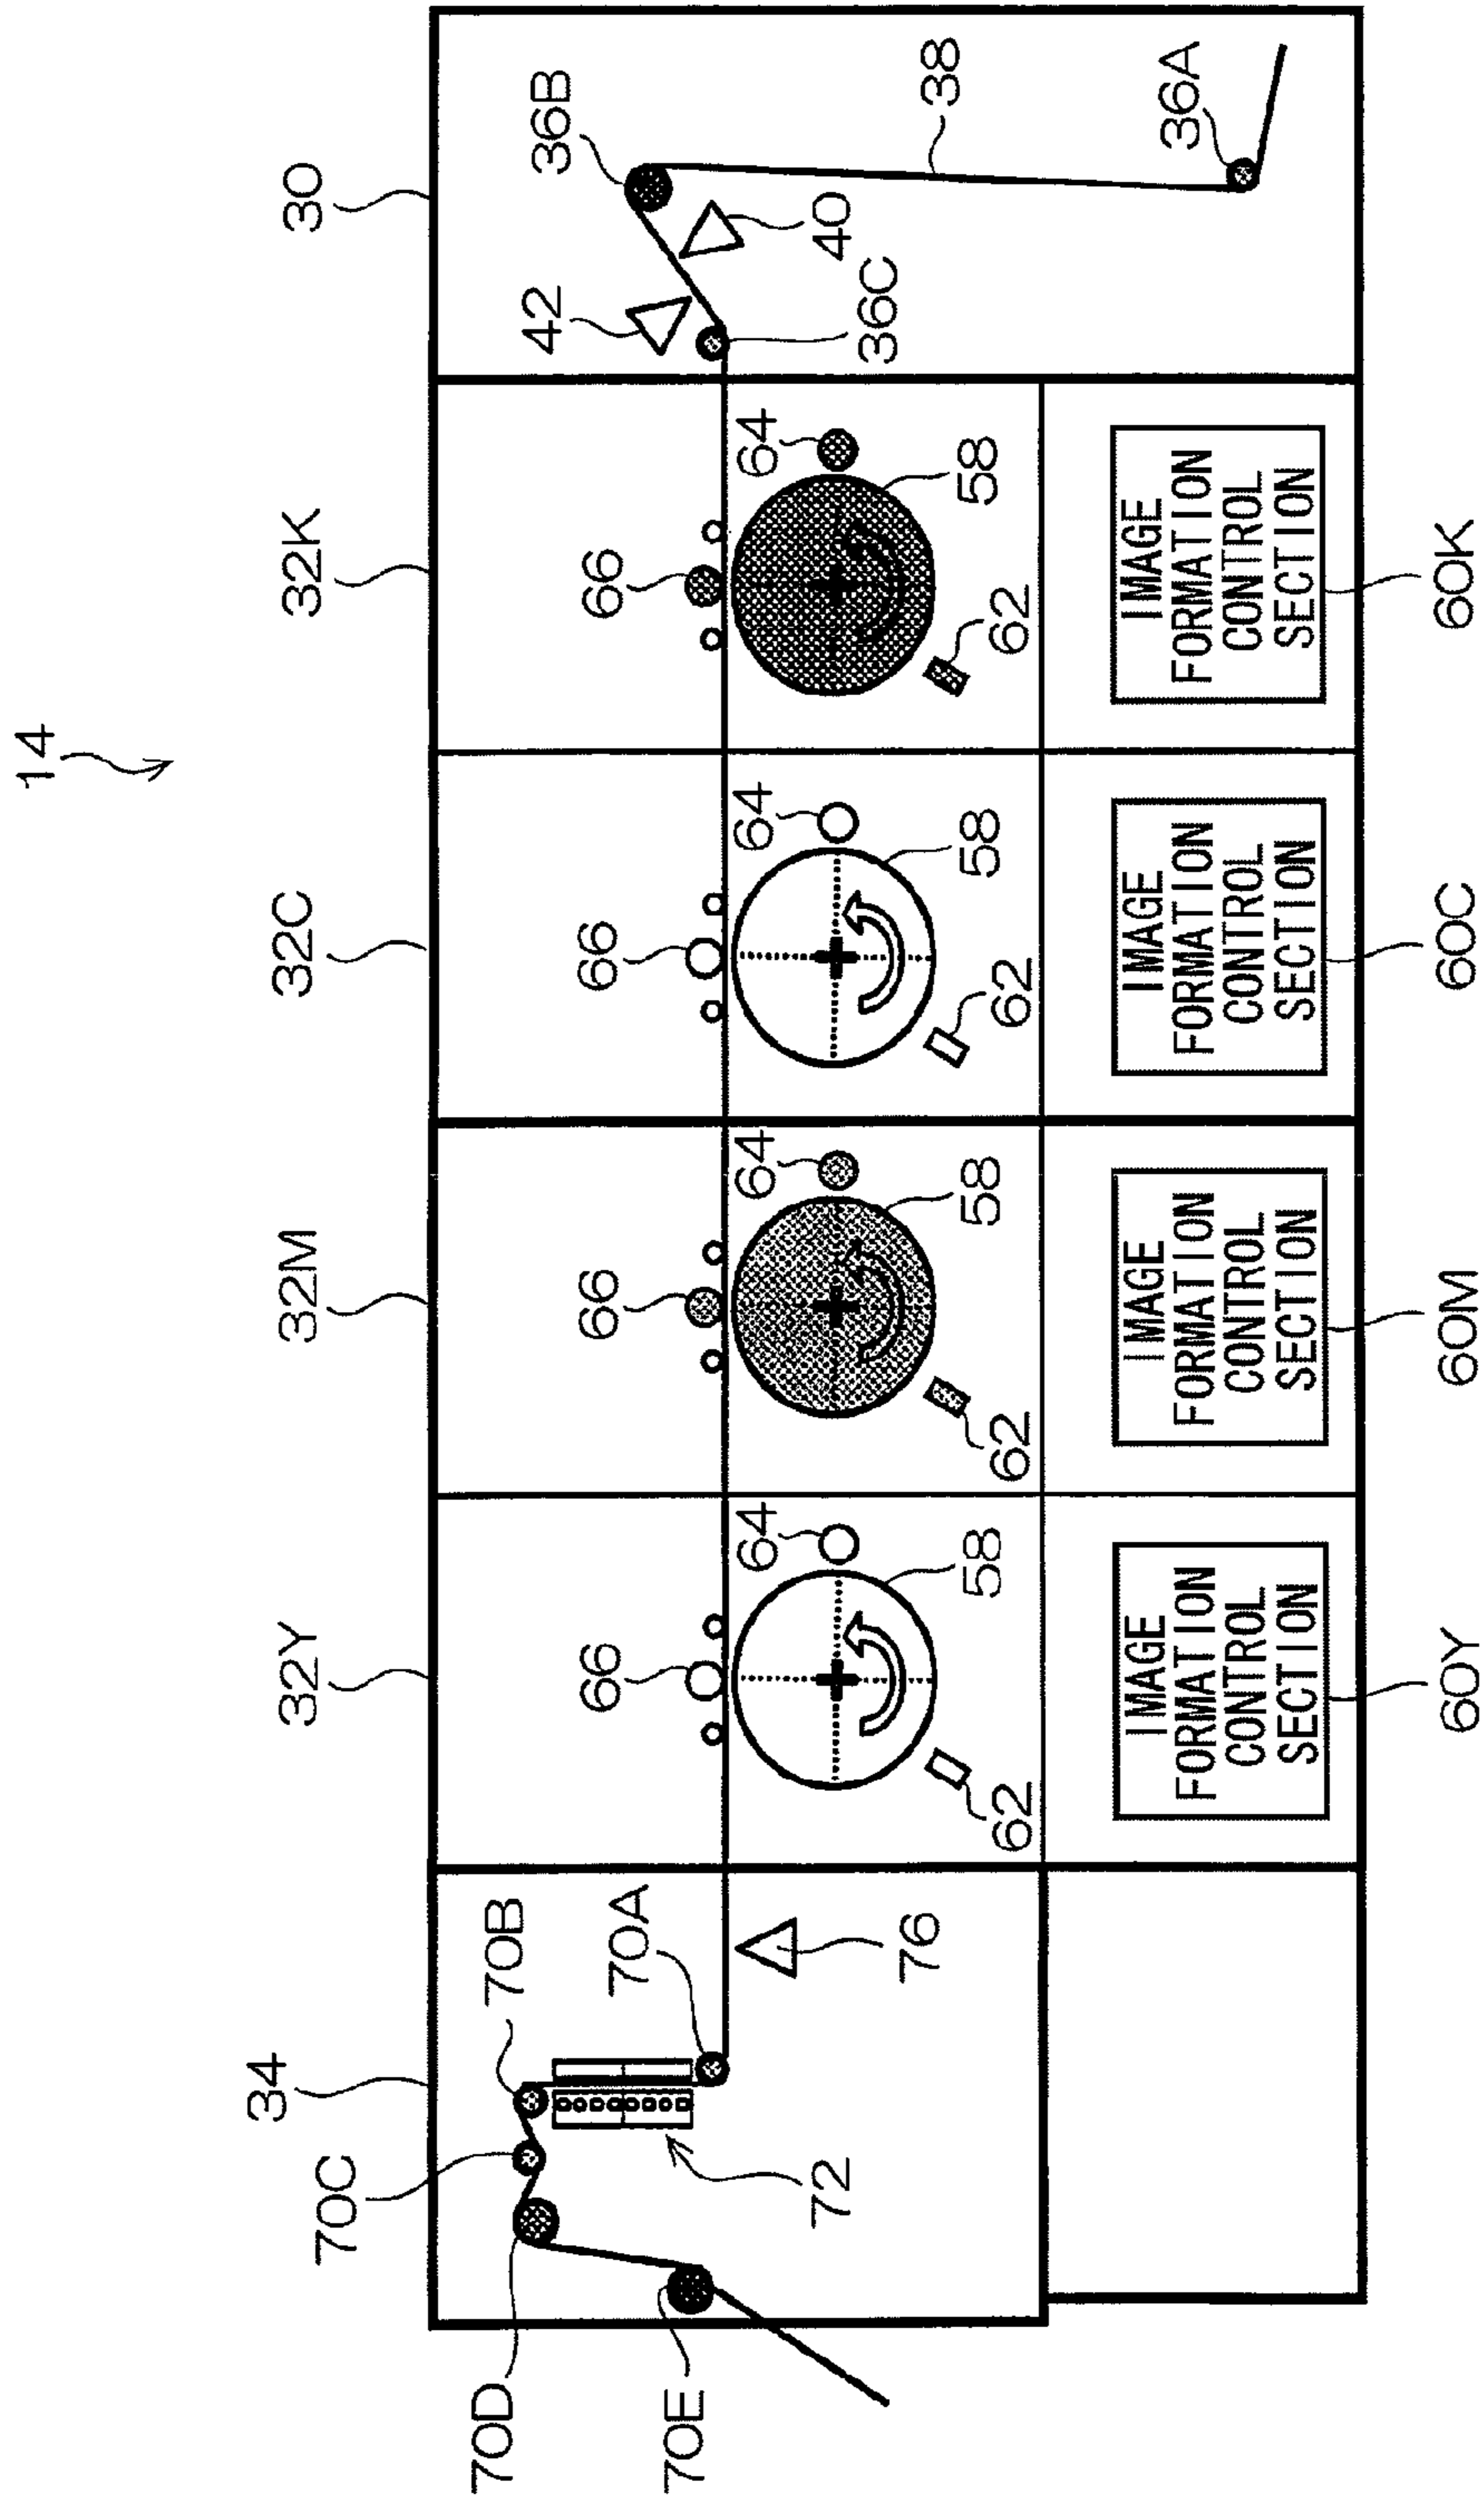 14
34
32Y
32M
32C
32K
30
70C
70B
70A
66
66
66
66
42
36B
40
36C
38
36A
70D
70E
72
76
64
64
64
64
58
58
58
58
62
62
62
62
IMAGE
FORMATION
CONTROL
SECTION
IMAGE
FORMATION
CONTROL
SECTION
IMAGE
FORMATION
CONTROL
SECTION
IMAGE
FORMATION
CONTROL
SECTION
60Y
60M
60C
60K